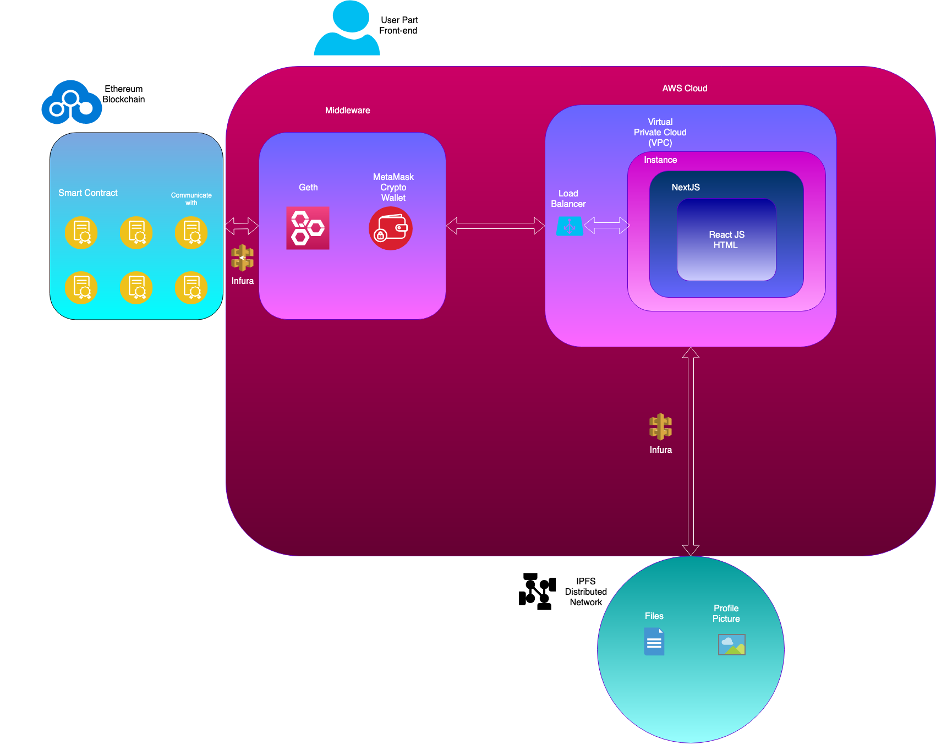 User Part
Front-end
Ethereum
Blockchain
AWS Cloud
Middleware
Virtual
Private Cloud
(VPC)
Instance
MetaMask
Crypto
Wallet
Geth
NextJS
Smart Contract
Communicate
with
Load
Balancer
React JS
HTML
Infura
Infura
IPFS
Distributed
Network
Files
Profile
Picture